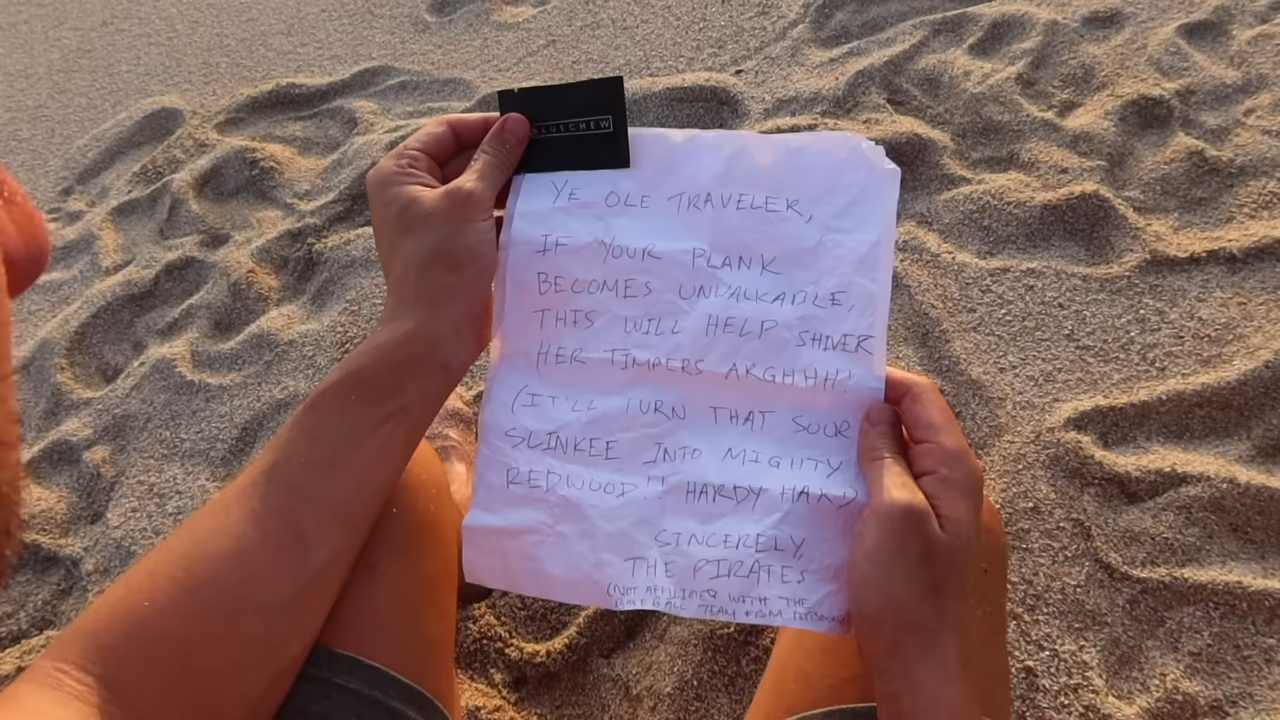 BLUECHEW
YE OLE TRAVELER,
IF YOUR PLANK
BECOMES UNWALKABLE,
THIS WILL HELP SHIVER
HER TIMBERS ARGHHH!
(IT'LL TURN THAT SOUR
SLINKEE INTO MIGHTY
REDWOOD!! HARDY HAR)
SINCERELY,
THE PIRATES
(NOT AFFILIATED WITH THE
BASEBALL TEAM FROM